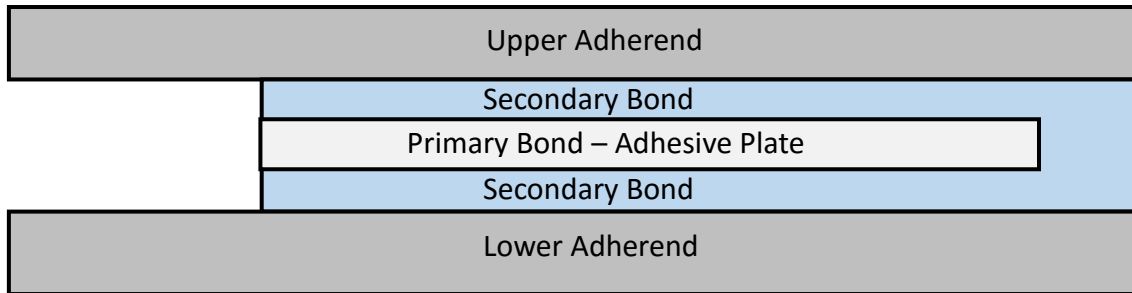 Upper Adherend
Secondary Bond
Primary Bond – Adhesive Plate
Secondary Bond
Lower Adherend